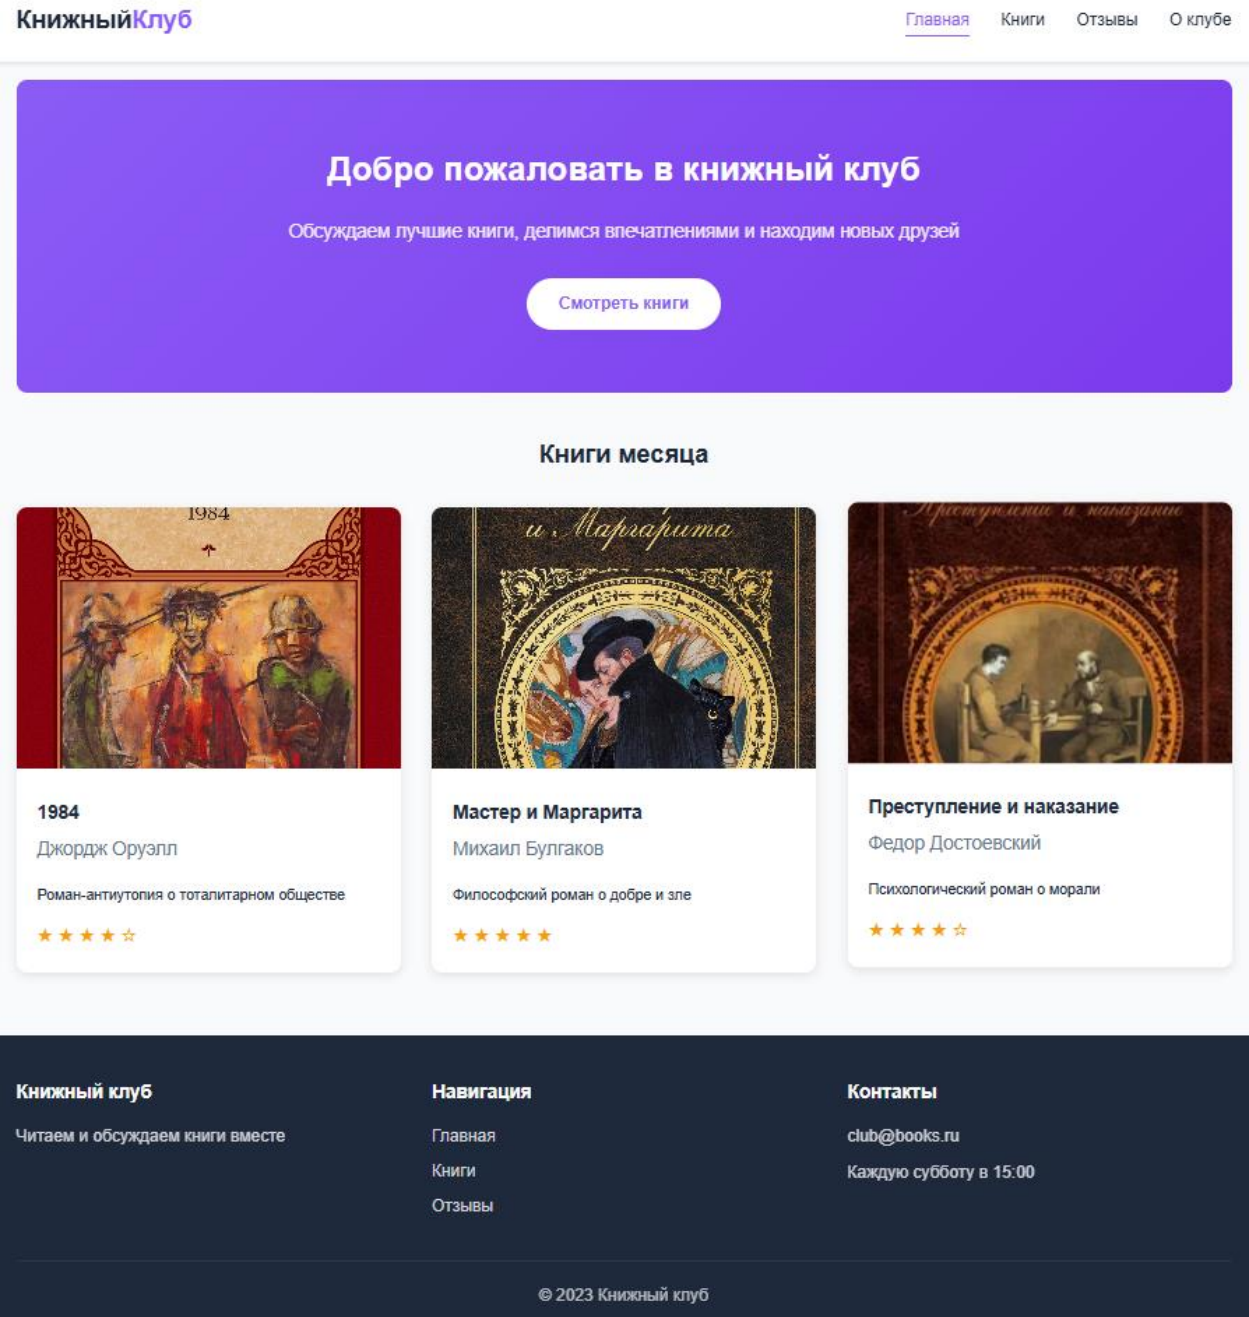 КнижныйКлуб
Главная Книги Отзывы О клубе
Добро пожаловать в книжный клуб
Обсуждаем лучшие книги, делимся впечатлениями и находим новых друзей
Смотреть книги
Книги месяца
1984
и Маргарита
Преступление и наказание
1984
Джордж Оруэлл
Роман-антиутопия о тоталитарном обществе
★★★★☆
Мастер и Маргарита
Михаил Булгаков
Философский роман о добре и зле
★★★★★
Преступление и наказание
Федор Достоевский
Психологический роман о морали
★★★★☆
Книжный клуб
Читаем и обсуждаем книги вместе
Навигация
Главная
Книги
Отзывы
Контакты
club@books.ru
Каждую субботу в 15:00
© 2023 Книжный клуб